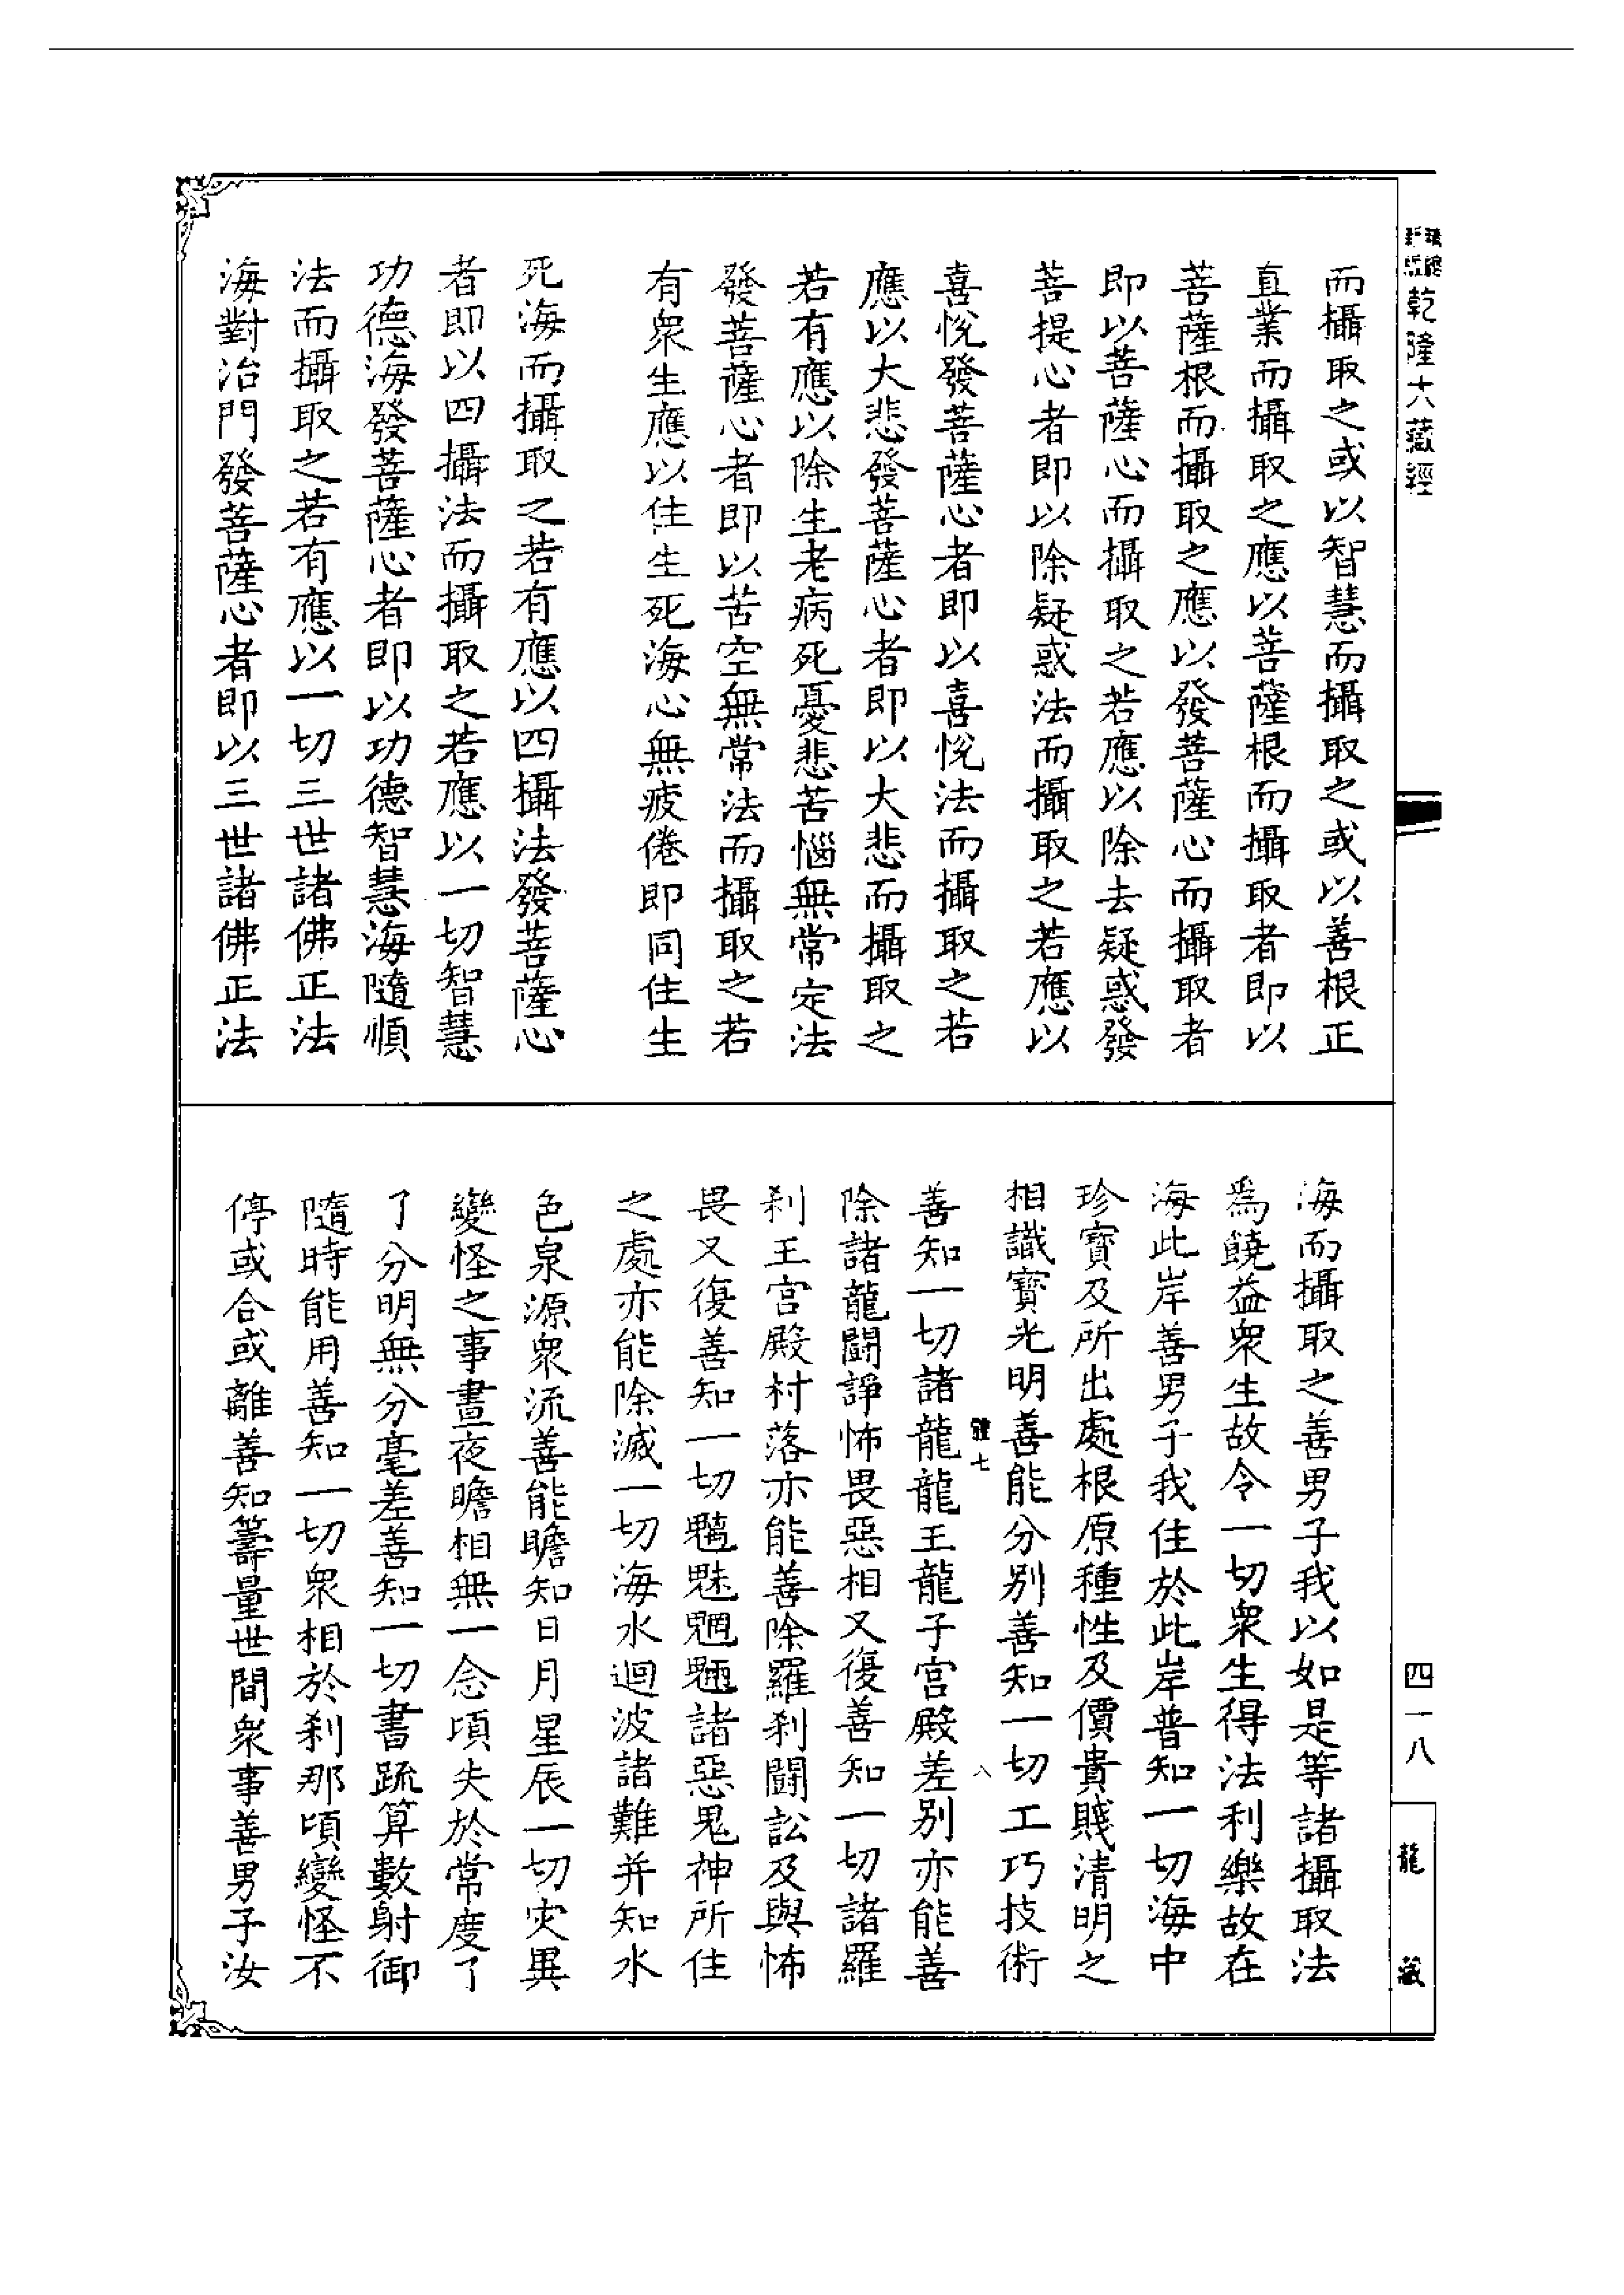 乾隆大藏經
而攝取之或以智慧而攝取之或以善根正
直業而攝取之應以菩薩根而攝取者即以
菩薩根而攝取之應以發菩薩心而攝取者
即以菩薩心而攝取之若應以除去疑惑發
菩提心者即以除疑惑法而攝取之若應以
喜悅發菩薩心者即以喜悅法而攝取之若
應以大悲發菩薩心者即以大悲而攝取之
若有應以除生老病死憂悲苦惱無常定法
發菩薩心者即以苦空無常法而攝取之若
有衆生應以住生死海心無疲倦即同住生
死海而攝取之若有應以四攝法發菩薩心
者即以四攝法而攝取之若應以一切智慧
功德海發菩薩心者即以功德智慧海隨順
法而攝取之若有應以一切三世諸佛正法
海對治門發菩薩心者即以三世諸佛正法
海而攝取之善男子我以如是等諸攝取法
爲饒益衆生故令一切衆生得法利樂故在
海此岸善男子我住於此岸普知一切海中
珍寶及所出處根原種性及價貴賤清明之
相識寶光明善能分別善知一切工巧技術
七
八
善知一切諸龍龍王龍子宮殿差別亦能善
除諸龍鬬諍怖畏惡相又復善知一切諸羅
刹王宮殿村落亦能善除羅刹鬬訟及與怖
畏又復善知一切魑魅魍魎諸惡鬼神所住
之處亦能除滅一切海水迴波諸難并知水
色泉源衆流善能瞻知日月星辰一切灾異
變怪之事晝夜瞻相無一念頃失於常度了
了分明無分毫差善知一切書疏算數射御
隨時能用善知一切衆相於刹那頃變怪不
停或合或離善知籌量世間衆事善男子汝
四一八
龍藏